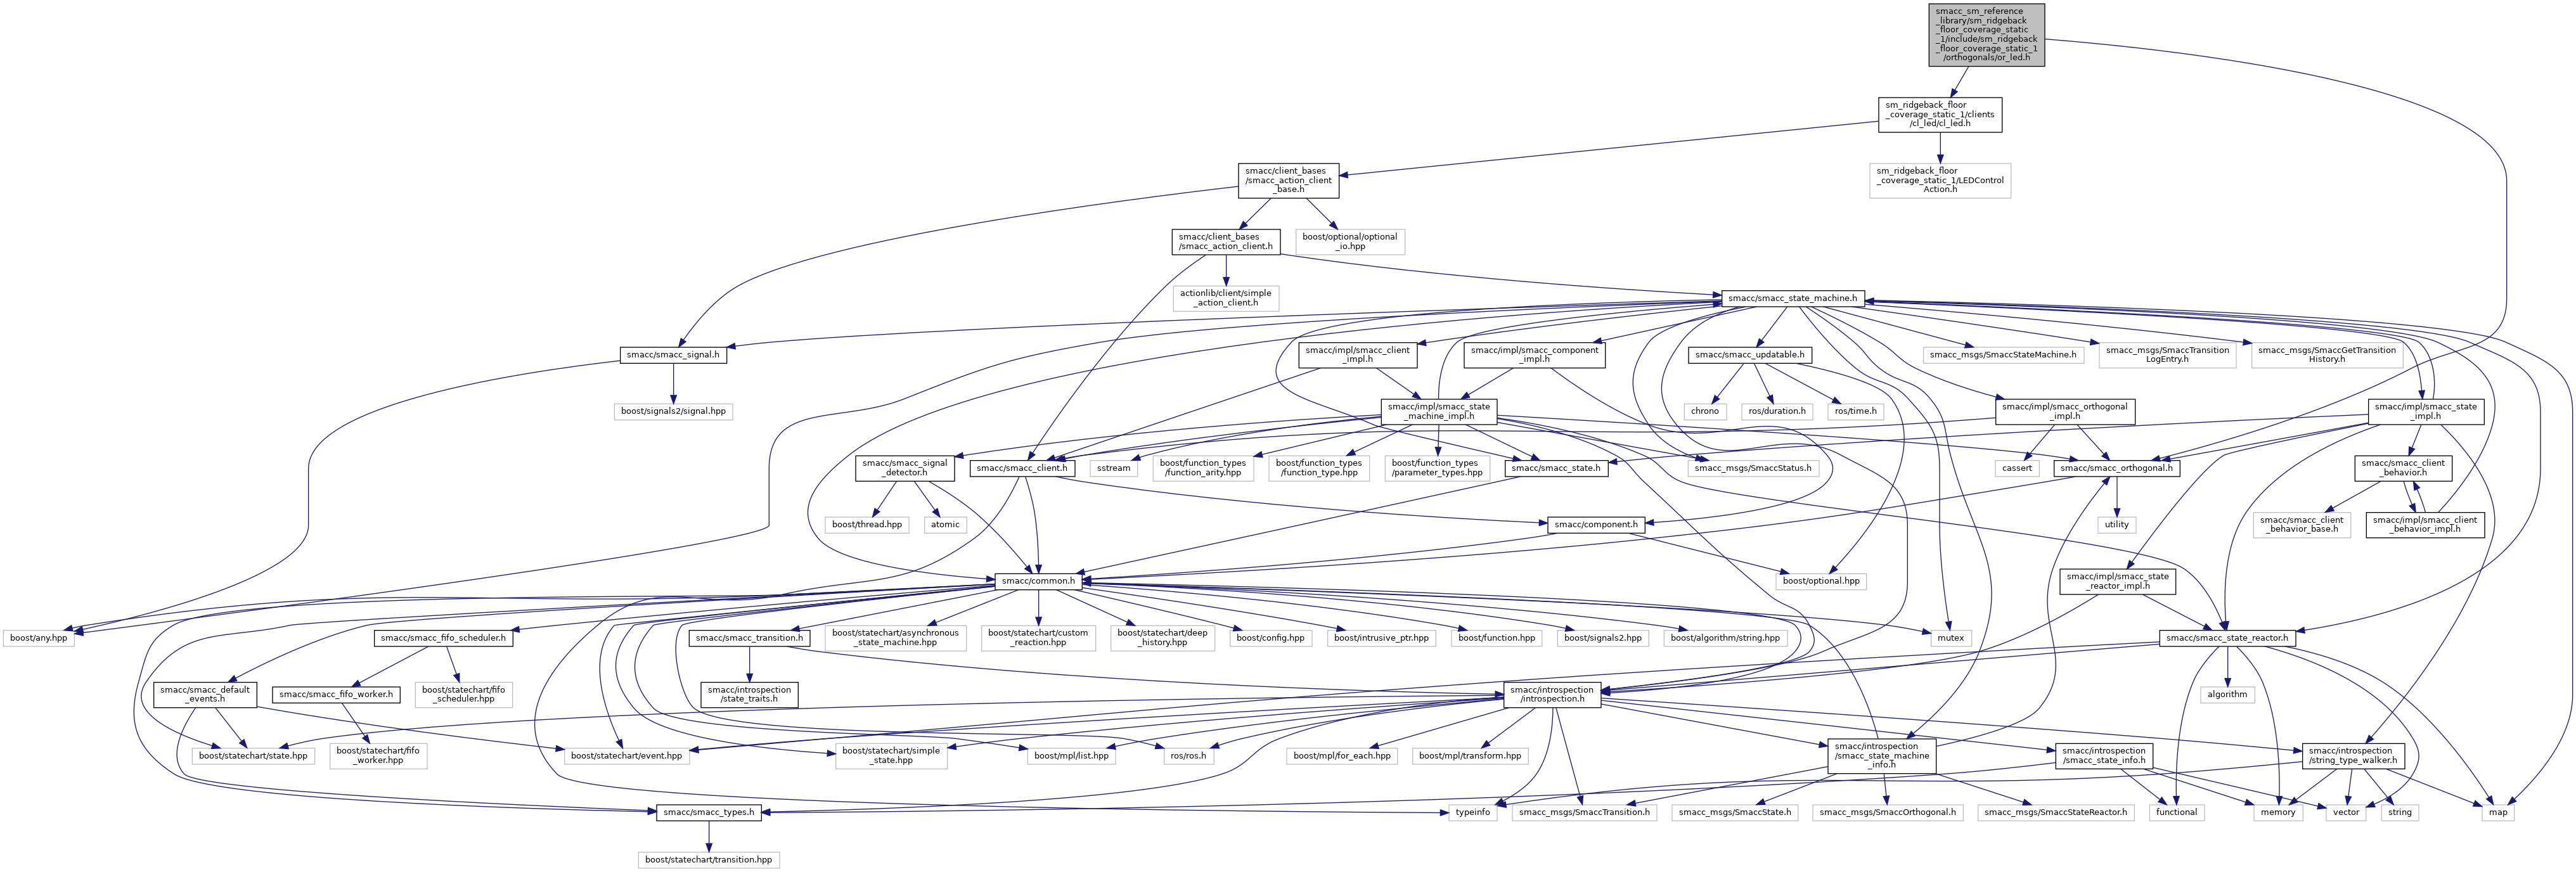 smacc_sm_reference
_library/sm_ridgeback
_floor_coverage_static
_1/include/sm_ridgeback
_floor_coverage_static_1
/orthogonals/or_led.h
sm_ridgeback_floor
_coverage_static_1/clients
/cl_led/cl_led.h
smacc/client_bases
/smacc_action_client
_base.h
sm_ridgeback_floor
_coverage_static_1/LEDControl
Action.h
smacc/client_bases
/smacc_action_client.h
boost/optional/optional
_io.hpp
actionlib/client/simple
_action_client.h
smacc/smacc_state_machine.h
smacc/smacc_signal.h
smacc/impl/smacc_client
_impl.h
smacc/impl/smacc_component
_impl.h
smacc/smacc_updatable.h
smacc_msgs/SmaccStateMachine.h
smacc_msgs/SmaccTransition
LogEntry.h
smacc_msgs/SmaccGetTransition
History.h
boost/signals2/signal.hpp
smacc/impl/smacc_state
_machine_impl.h
chrono
ros/duration.h
ros/time.h
smacc/impl/smacc_orthogonal
_impl.h
smacc/impl/smacc_state
_impl.h
smacc/smacc_signal
_detector.h
smacc/smacc_client.h
sstream
boost/function_types
/function_arity.hpp
boost/function_types
/function_type.hpp
boost/function_types
/parameter_types.hpp
smacc/smacc_state.h
smacc_msgs/SmaccStatus.h
cassert
smacc/smacc_orthogonal.h
smacc/smacc_client
_behavior.h
boost/thread.hpp
atomic
smacc/component.h
utility
smacc/smacc_client
_behavior_base.h
smacc/impl/smacc_client
_behavior_impl.h
smacc/common.h
boost/optional.hpp
smacc/impl/smacc_state
_reactor_impl.h
boost/any.hpp
smacc/smacc_fifo_scheduler.h
smacc/smacc_transition.h
boost/statechart/asynchronous
_state_machine.hpp
boost/statechart/custom
_reaction.hpp
boost/statechart/deep
_history.hpp
boost/config.hpp
boost/intrusive_ptr.hpp
boost/function.hpp
boost/signals2.hpp
boost/algorithm/string.hpp
mutex
smacc/smacc_state_reactor.h
smacc/smacc_default
_events.h
smacc/smacc_fifo_worker.h
boost/statechart/fifo
_scheduler.hpp
smacc/introspection
/state_traits.h
smacc/introspection
/introspection.h
algorithm
boost/statechart/state.hpp
boost/statechart/fifo
_worker.hpp
boost/statechart/event.hpp
boost/statechart/simple
_state.hpp
boost/mpl/list.hpp
ros/ros.h
boost/mpl/for_each.hpp
boost/mpl/transform.hpp
smacc/introspection
/smacc_state_machine
_info.h
smacc/introspection
/smacc_state_info.h
smacc/introspection
/string_type_walker.h
smacc/smacc_types.h
typeinfo
smacc_msgs/SmaccTransition.h
smacc_msgs/SmaccState.h
smacc_msgs/SmaccOrthogonal.h
smacc_msgs/SmaccStateReactor.h
functional
memory
vector
string
map
boost/statechart/transition.hpp